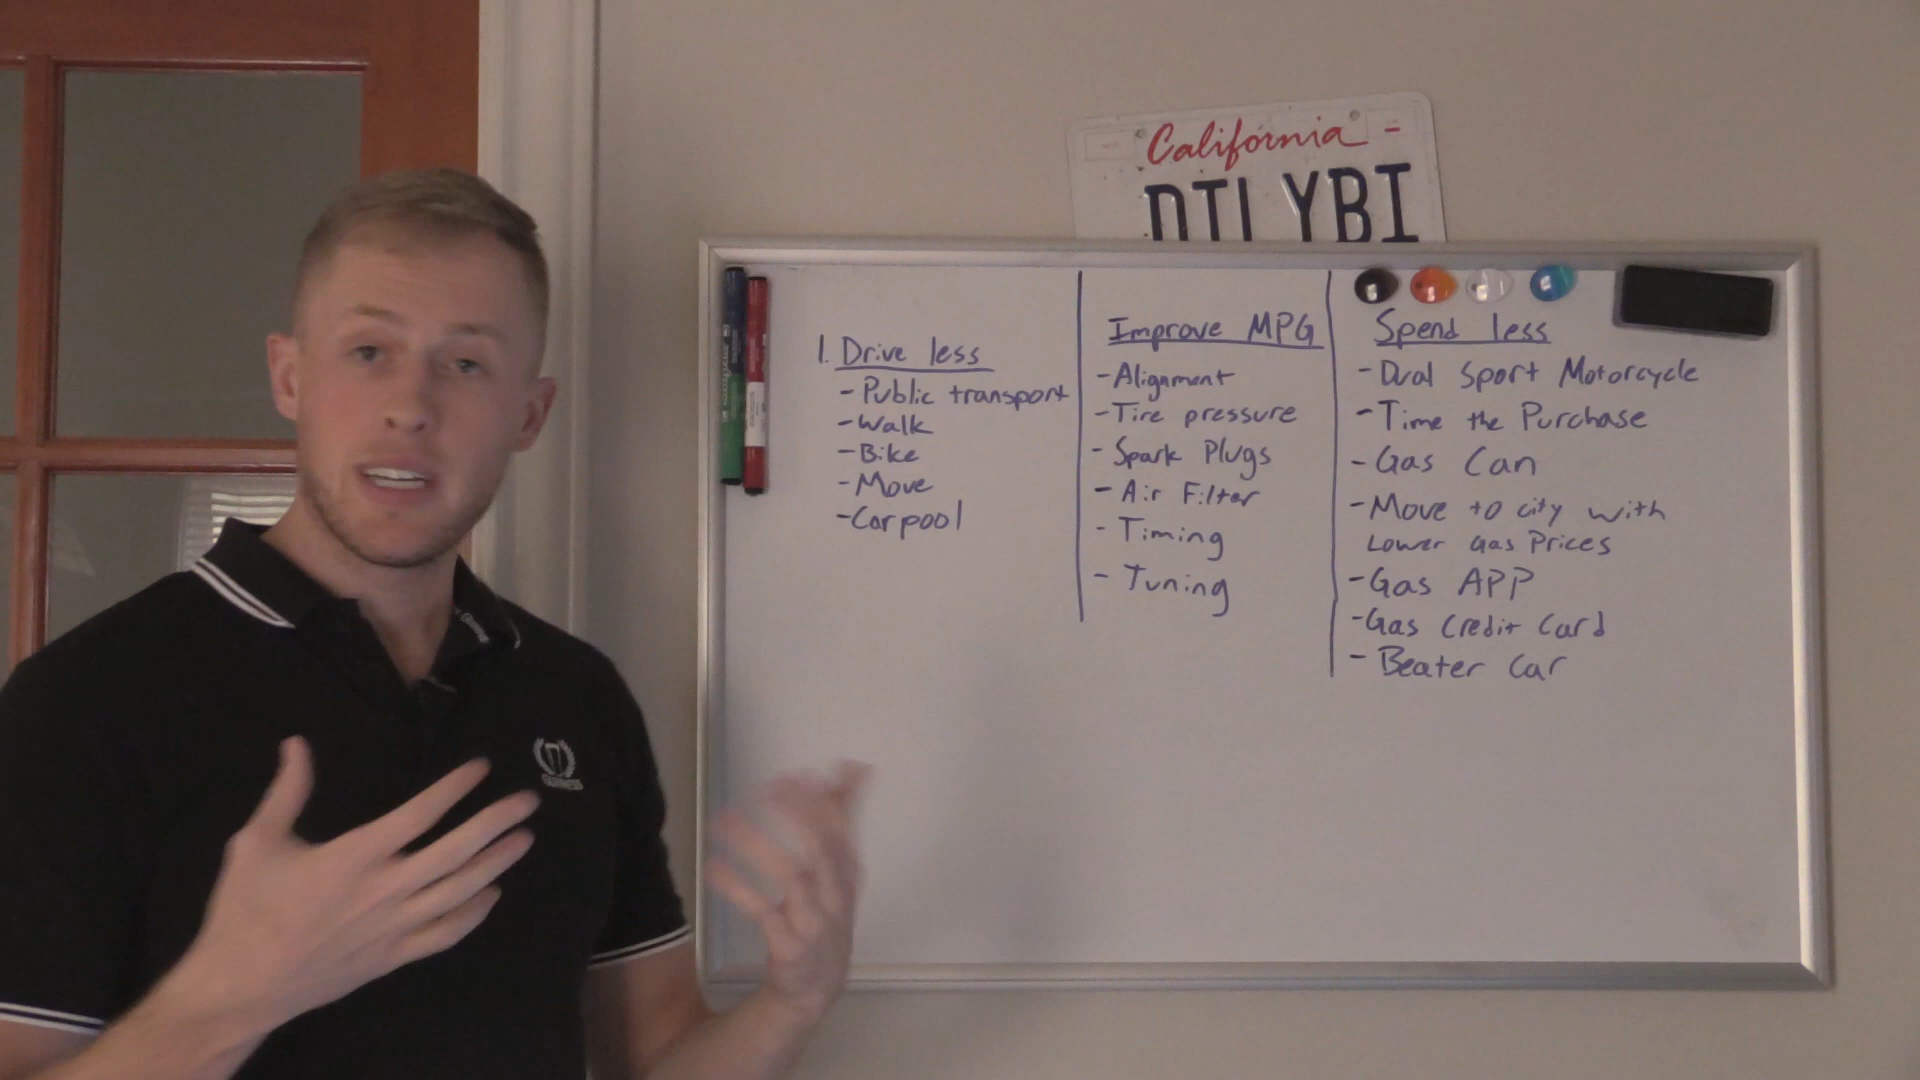 California
DTLYBI
1. Drive less
- Public transport
- Walk
- Bike
- Move
- Carpool
Improve MPG
- Alignment
- Tire pressure
- Spark Plugs
- Air Filter
- Timing
- Tuning
Spend less
- Dual Sport Motorcycle
- Time the Purchase
- Gas Can
- Move to city with
Lower Gas Prices
- Gas APP
- Gas Credit Card
- Beater Car